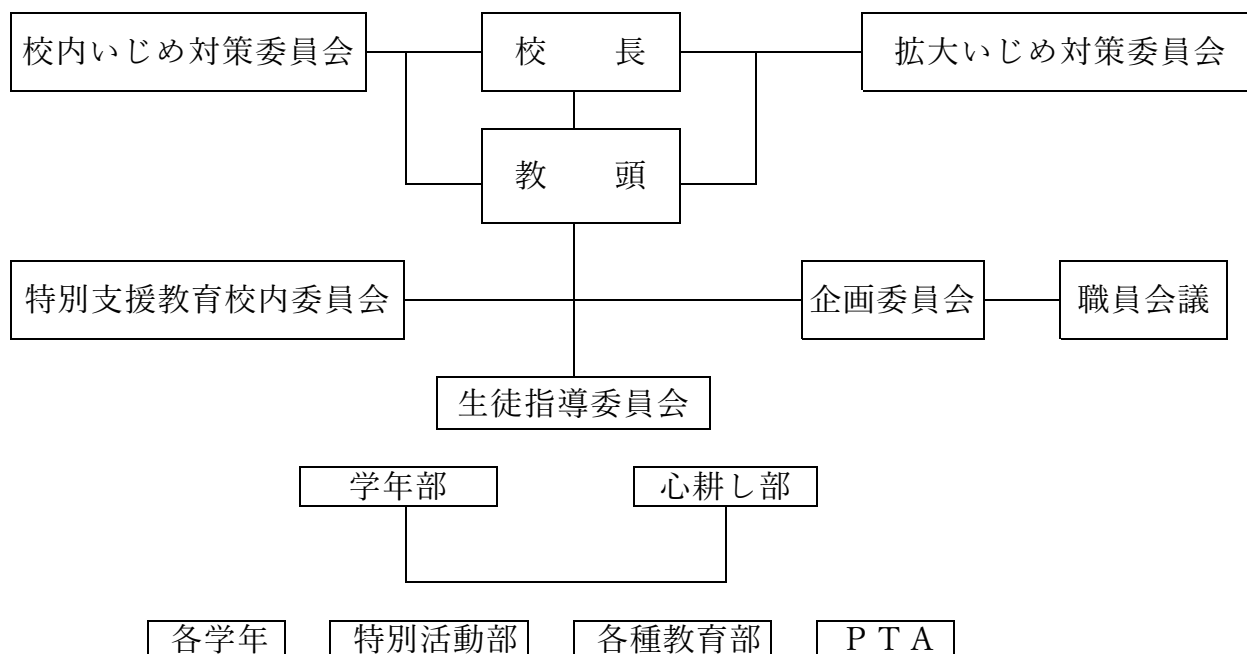 校内いじめ対策委員会 校　　長 拡大いじめ対策委員会
教　　頭
特別支援教育校内委員会 企画委員会 職員会議
生徒指導委員会
学年部 心耕し部
各学年 特別活動部 各種教育部 ＰＴＡ